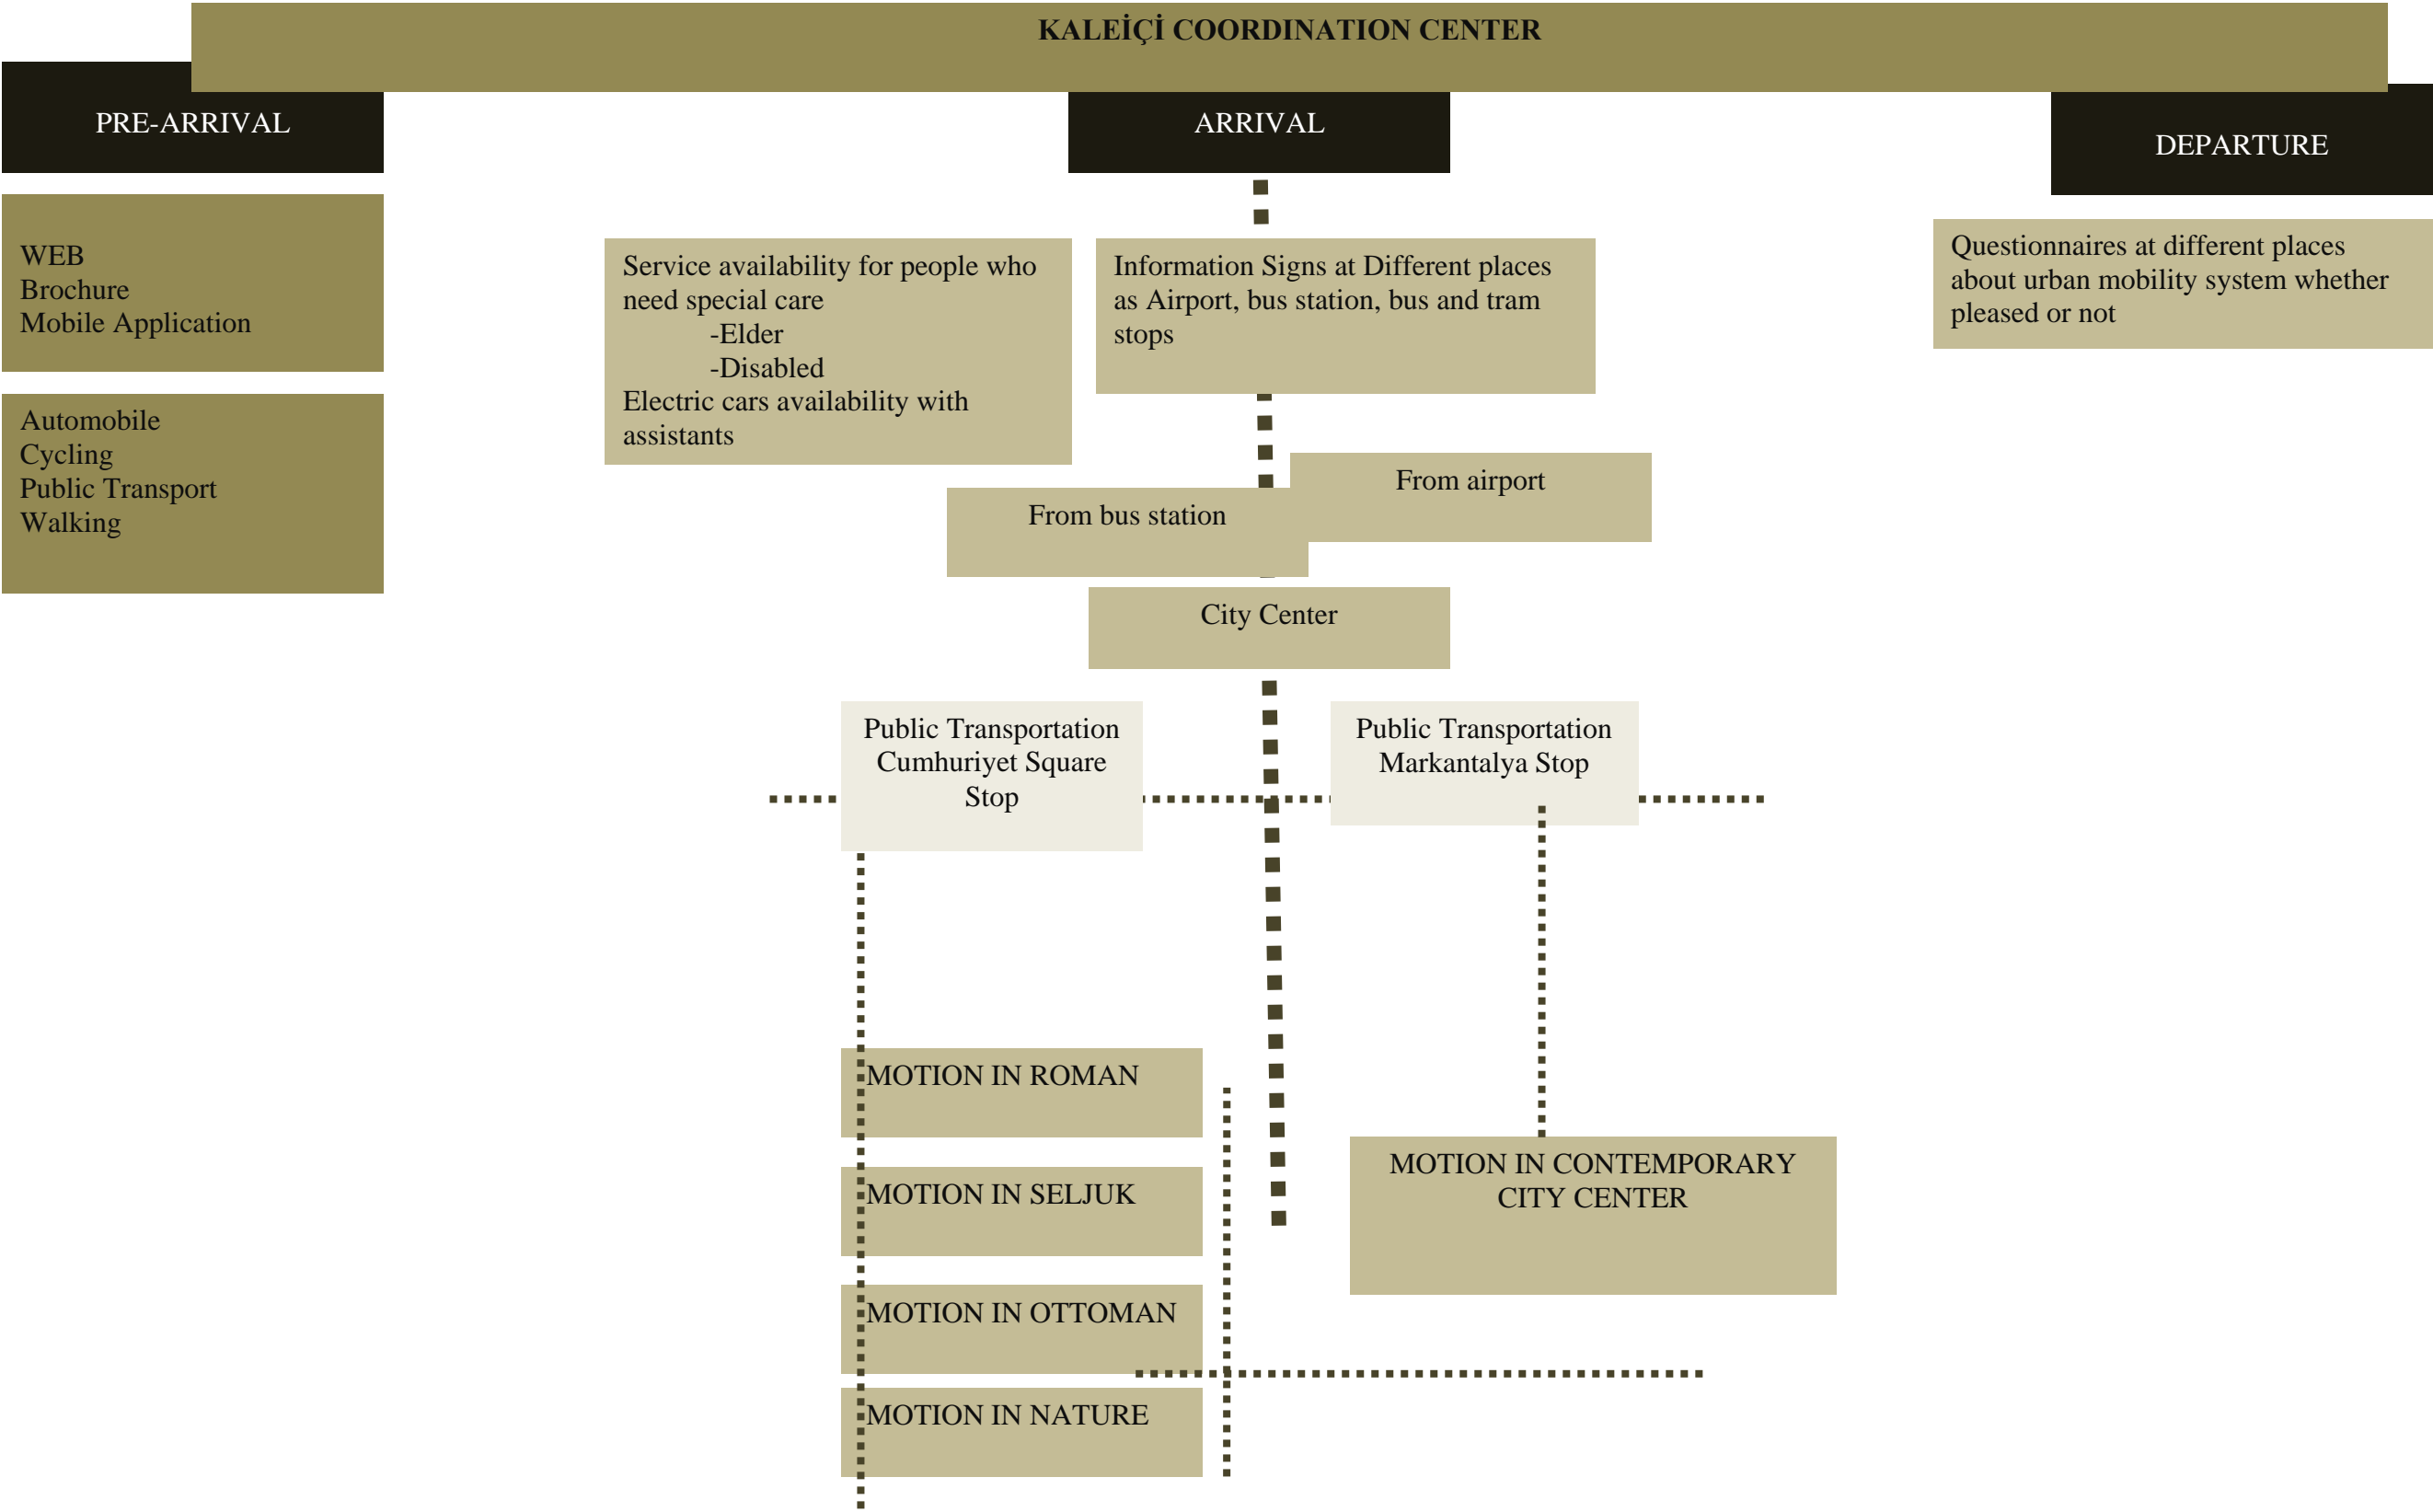 KALEİÇİ COORDINATION CENTER
PRE-ARRIVAL
WEB
Brochure
Mobile Application
Automobile
Cycling
Public Transport
Walking
ARRIVAL
Service availability for people who
need special care
-Elder
-Disabled
Electric cars availability with
assistants
Information Signs at Different places
as Airport, bus station, bus and tram
stops
From bus station
From airport
City Center
Public Transportation
Cumhuriyet Square
Stop
Public Transportation
Markantalya Stop
MOTION IN ROMAN
MOTION IN SELJUK
MOTION IN OTTOMAN
MOTION IN NATURE
MOTION IN CONTEMPORARY
CITY CENTER
DEPARTURE
Questionnaires at different places
about urban mobility system whether
pleased or not